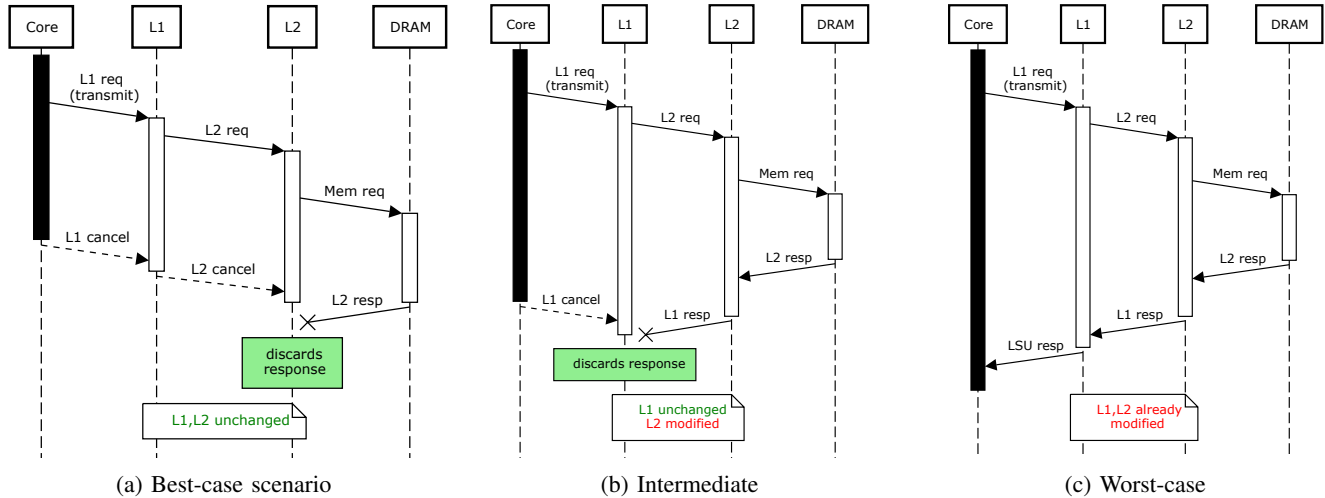 Core L1 L2 DRAM
L1 req
(transmit)
L2 req
Mem req
L1 cancel
L2 cancel
L2 resp
discards
response
L1,L2 unchanged
(a) Best-case scenario
Core L1 L2 DRAM
L1 req
(transmit)
L2 req
Mem req
L2 resp
L1 cancel
L1 resp
discards response
L1 unchanged
L2 modified
(b) Intermediate
Core L1 L2 DRAM
L1 req
(transmit)
L2 req
Mem req
L2 resp
L1 resp
LSU resp
L1,L2 already
modified
(c) Worst-case